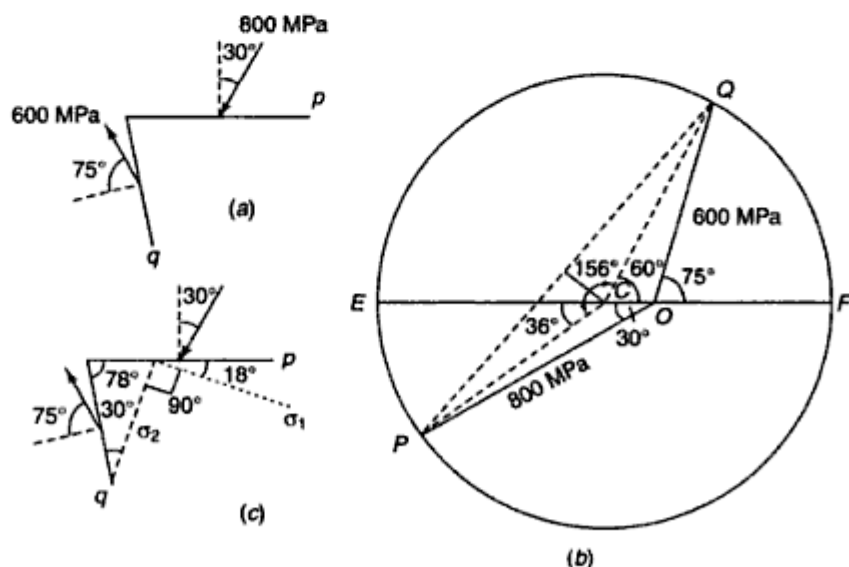 800 MPa
30°
p
600 MPa
75°
q
(a)
30°
p
78°
18°
75°
30°
90°
σ₂
σ₁
q
(c)
Q
600 MPa
156°
60°
75°
E
C
O
F
36°
30°
800 MPa
P
(b)